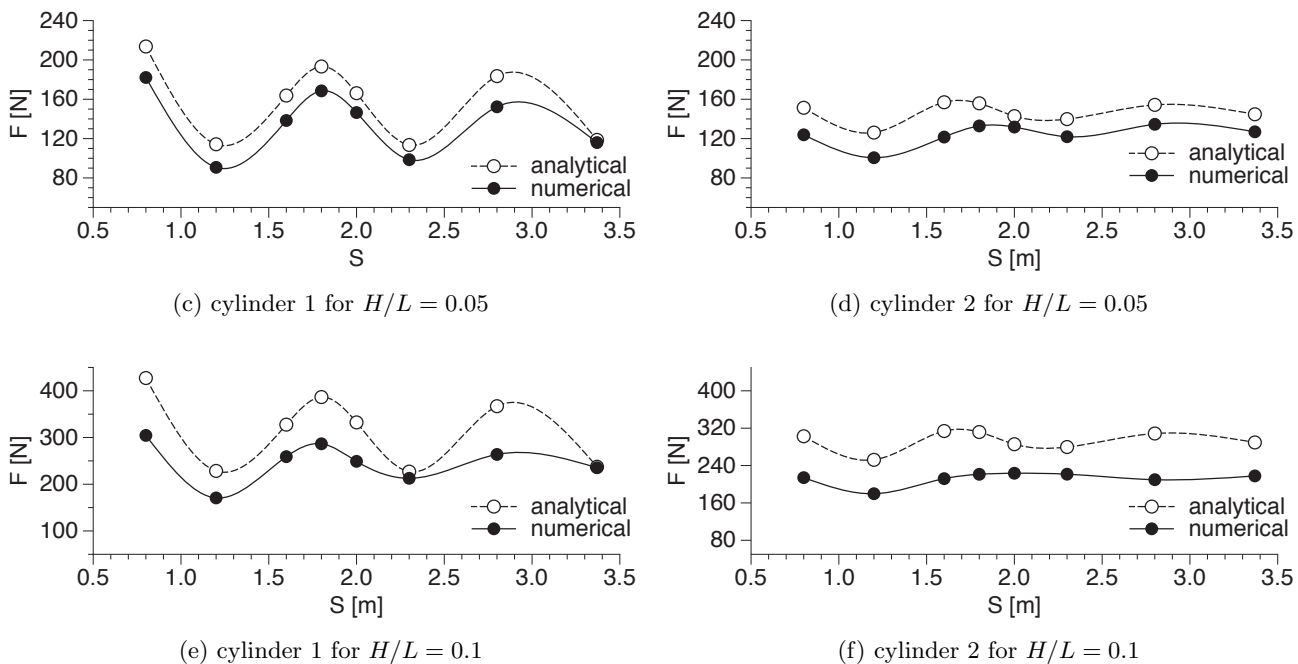 240
200
160
120
80
F [N]
0.5 1.0 1.5 2.0 2.5 3.0 3.5
S
analytical
numerical
(c) cylinder 1 for H/L = 0.05
240
200
160
120
80
F [N]
0.5 1.0 1.5 2.0 2.5 3.0 3.5
S [m]
analytical
numerical
(d) cylinder 2 for H/L = 0.05
400
300
200
100
F [N]
0.5 1.0 1.5 2.0 2.5 3.0 3.5
S [m]
analytical
numerical
(e) cylinder 1 for H/L = 0.1
400
320
240
160
80
F [N]
0.5 1.0 1.5 2.0 2.5 3.0 3.5
S [m]
analytical
numerical
(f) cylinder 2 for H/L = 0.1